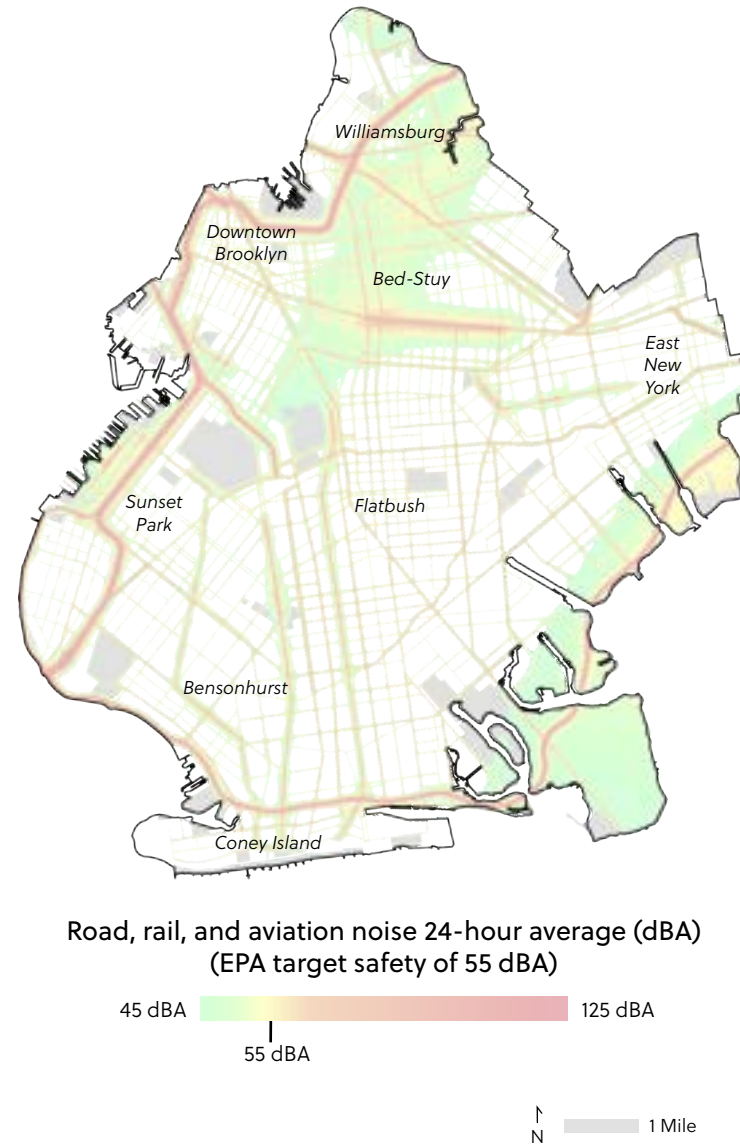 Williamsburg
Downtown
Brooklyn
Bed-Stuy
East
New
York
Sunset
Park
Flatbush
Bensonhurst
Coney Island
Road, rail, and aviation noise 24-hour average (dBA)
(EPA target safety of 55 dBA)
45 dBA
125 dBA
55 dBA
N
1 Mile